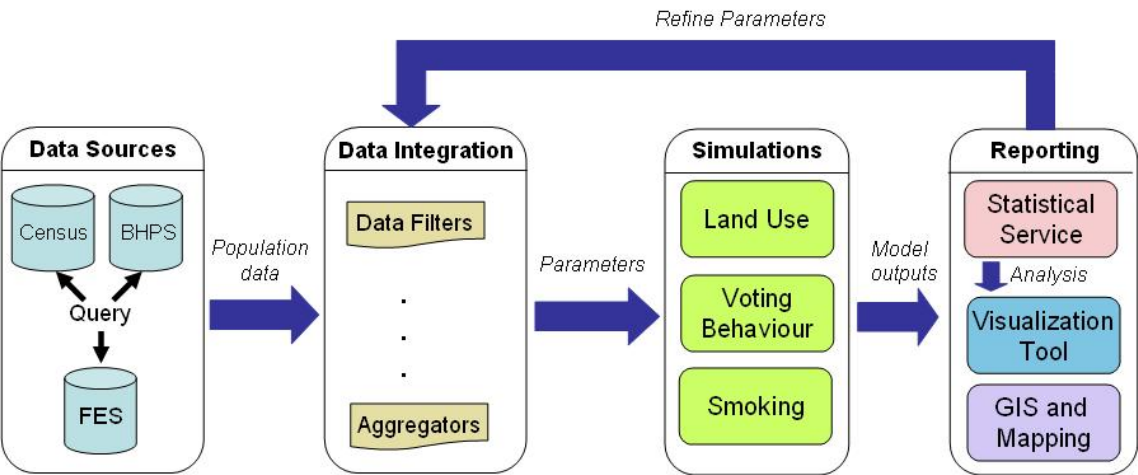 Refine Parameters
Data Sources
Census
BHPS
Query
FES
Population
data
Data Integration
Data Filters
.
.
.
Aggregators
Parameters
Simulations
Land Use
Voting
Behaviour
Smoking
Model
outputs
Reporting
Statistical
Service
Analysis
Visualization
Tool
GIS and
Mapping